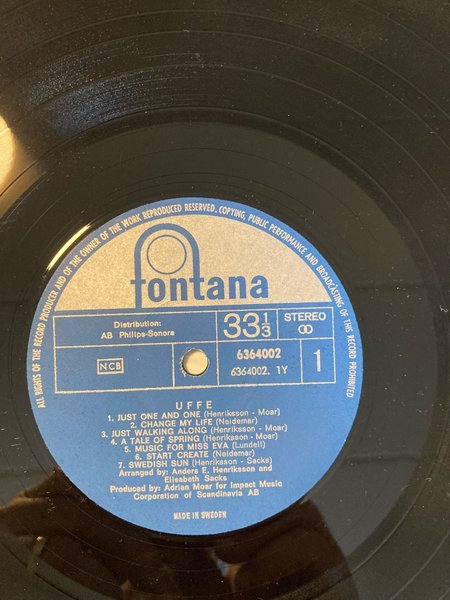 ALL RIGHTS OF THE RECORD PRODUCER AND OF THE OWNER OF THE WORK REPRODUCED RESERVED. COPYING, PUBLIC PERFORMANCE AND BROADCASTING OF THIS RECORD PROHIBITED
fontana
Distribution:
AB Philips-Sonora
33 1/3
STEREO
NCB
6364002
6364002. 1Y
1
UFFE
1. JUST ONE AND ONE (Henriksson - Moar)
2. CHANGE MY LIFE (Neidemar)
3. JUST WALKING ALONG (Henriksson - Moar)
4. A TALE OF SPRING (Henriksson - Moar)
5. MUSIC FOR MISS EVA (Lundell)
6. START CREATE (Neidemar)
7. SWEDISH SUN (Henriksson - Sacks)
Arranged by: Anders E. Henriksson and
Elisabeth Sacks
Produced by: Adrian Moar for Impact Music
Corporation of Scandinavia AB
MADE IN SWEDEN